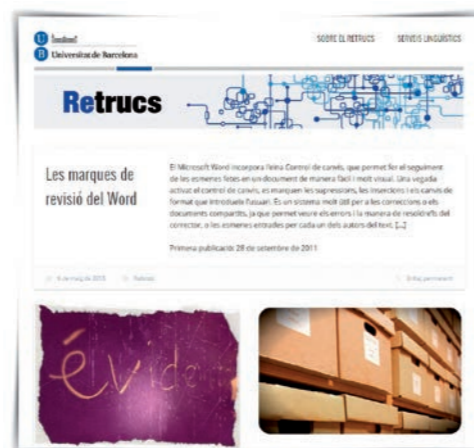 U
B Universitat de Barcelona
SOBRE EL RETRUCS SERVEIS LINGÜÍSTICS
Retrucs
Les marques de
revisió del Word
El Microsoft Word incorpora l'eina Control de canvis, que permet fer el seguiment
de les esmenes fetes en un document de manera fàcil i molt visual. Una vegada
activat el control de canvis, es marquen les supressions, les insercions i els canvis de
format que introdueix l'usuari. És un sistema molt útil per a les correccions o els
documents compartits, ja que permet veure els errors i la manera de resoldre'ls del
corrector, o les esmenes entrades per cada un dels autors del text. [...]
Primera publicació: 28 de setembre de 2011
Enllaç permanent
évident